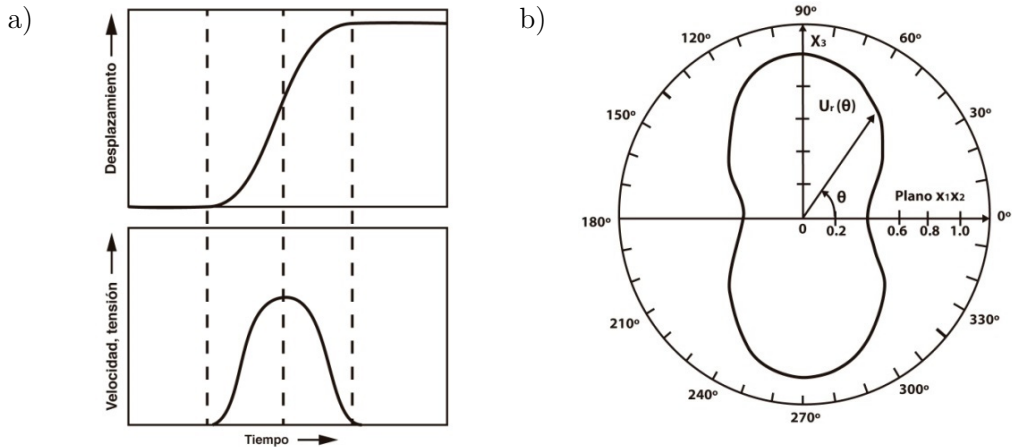 a)
Desplazamiento
Velocidad, tensión
Tiempo
b)
90º
120º
60º
X3
150º
30º
Ur (θ)
θ
Plano X1X2
180º
0º
0
0.2
0.6
0.8
1.0
210º
330º
240º
300º
270º